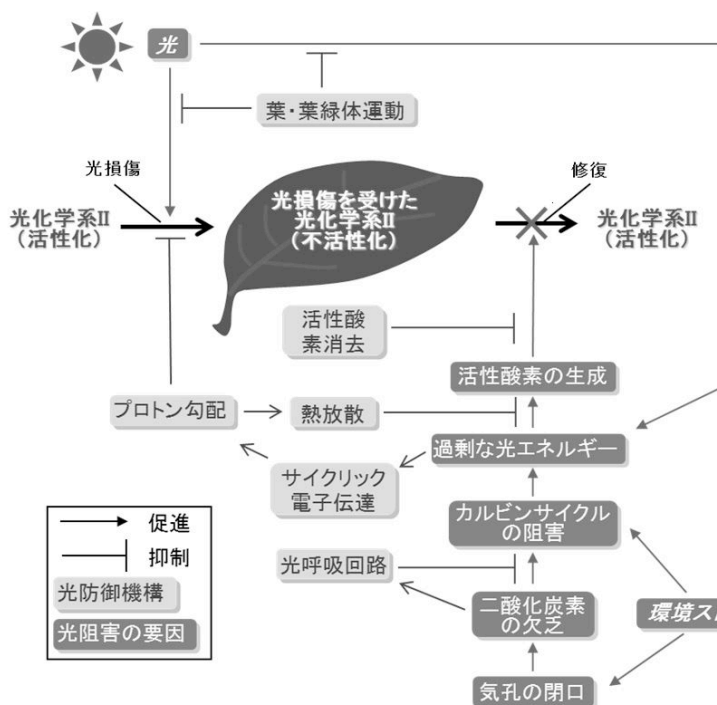 光
葉・葉緑体運動
光損傷
修復
光化学系II
（活性化）
光損傷を受けた
光化学系II
（不活性化）
光化学系II
（活性化）
活性酸
素消去
活性酸素の生成
プロトン勾配
熱放散
過剰な光エネルギー
サイクリック
電子伝達
カルビンサイクル
の阻害
促進
抑制
光呼吸回路
光防御機構
二酸化炭素
の欠乏
環境ス
光阻害の要因
気孔の閉口